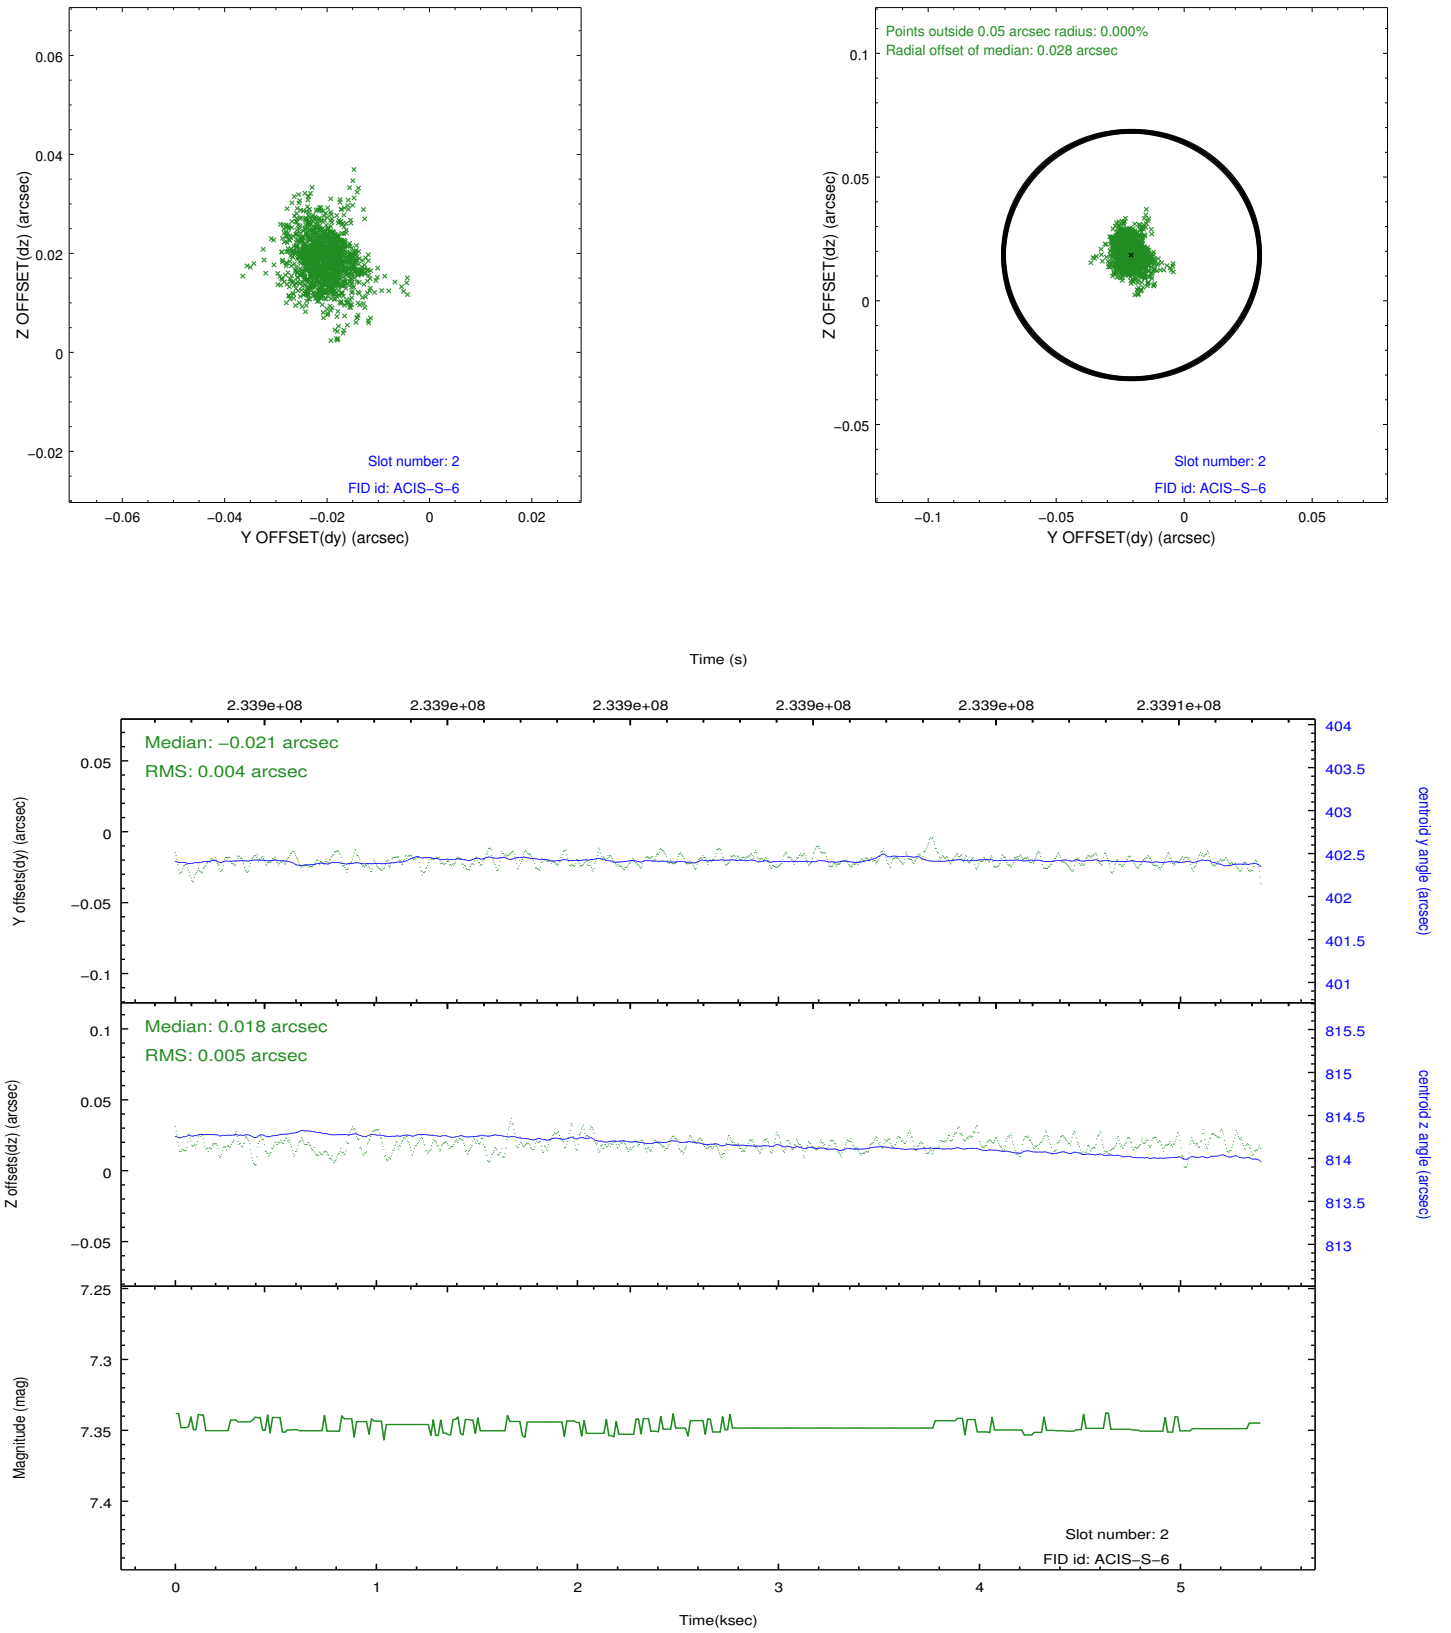 0.06
0.04
0.02
0
−0.02
Z OFFSET(dz) (arcsec)
Slot number: 2
FID id: ACIS−S−6
−0.06 −0.04 −0.02 0 0.02
Y OFFSET(dy) (arcsec)
Points outside 0.05 arcsec radius: 0.000%
Radial offset of median: 0.028 arcsec
0.1
0.05
0
−0.05
Z OFFSET(dz) (arcsec)
Slot number: 2
FID id: ACIS−S−6
−0.1 −0.05 0 0.05
Y OFFSET(dy) (arcsec)
Time (s)
2.339e+08 2.339e+08 2.339e+08 2.339e+08 2.339e+08 2.3391e+08
Median: −0.021 arcsec
RMS: 0.004 arcsec
0.05
0
−0.05
−0.1
Y offsets(dy) (arcsec)
404
403.5
403
402.5
402
401.5
401
centroid y angle (arcsec)
Median: 0.018 arcsec
RMS: 0.005 arcsec
0.1
0.05
0
−0.05
Z offsets(dz) (arcsec)
815.5
815
814.5
814
813.5
813
centroid z angle (arcsec)
7.25
7.3
7.35
7.4
Magnitude (mag)
Slot number: 2
FID id: ACIS−S−6
0 1 2 3 4 5
Time(ksec)